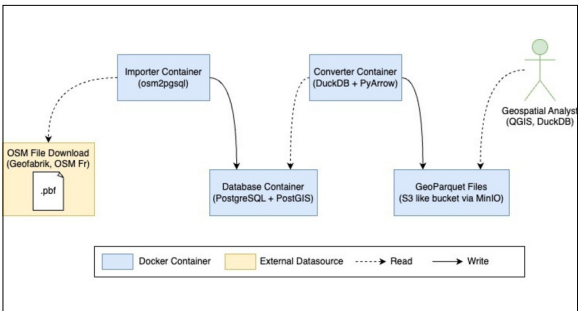 Importer Container
(osm2pgsql)
Converter Container
(DuckDB + PyArrow)
Geospatial Analyst
(QGIS, DuckDB)
OSM File Download
(Geofabrik, OSM Fr)
.pbf
Database Container
(PostgreSQL + PostGIS)
GeoParquet Files
(S3 like bucket via MinIO)
Docker Container
External Datasource
Read
Write